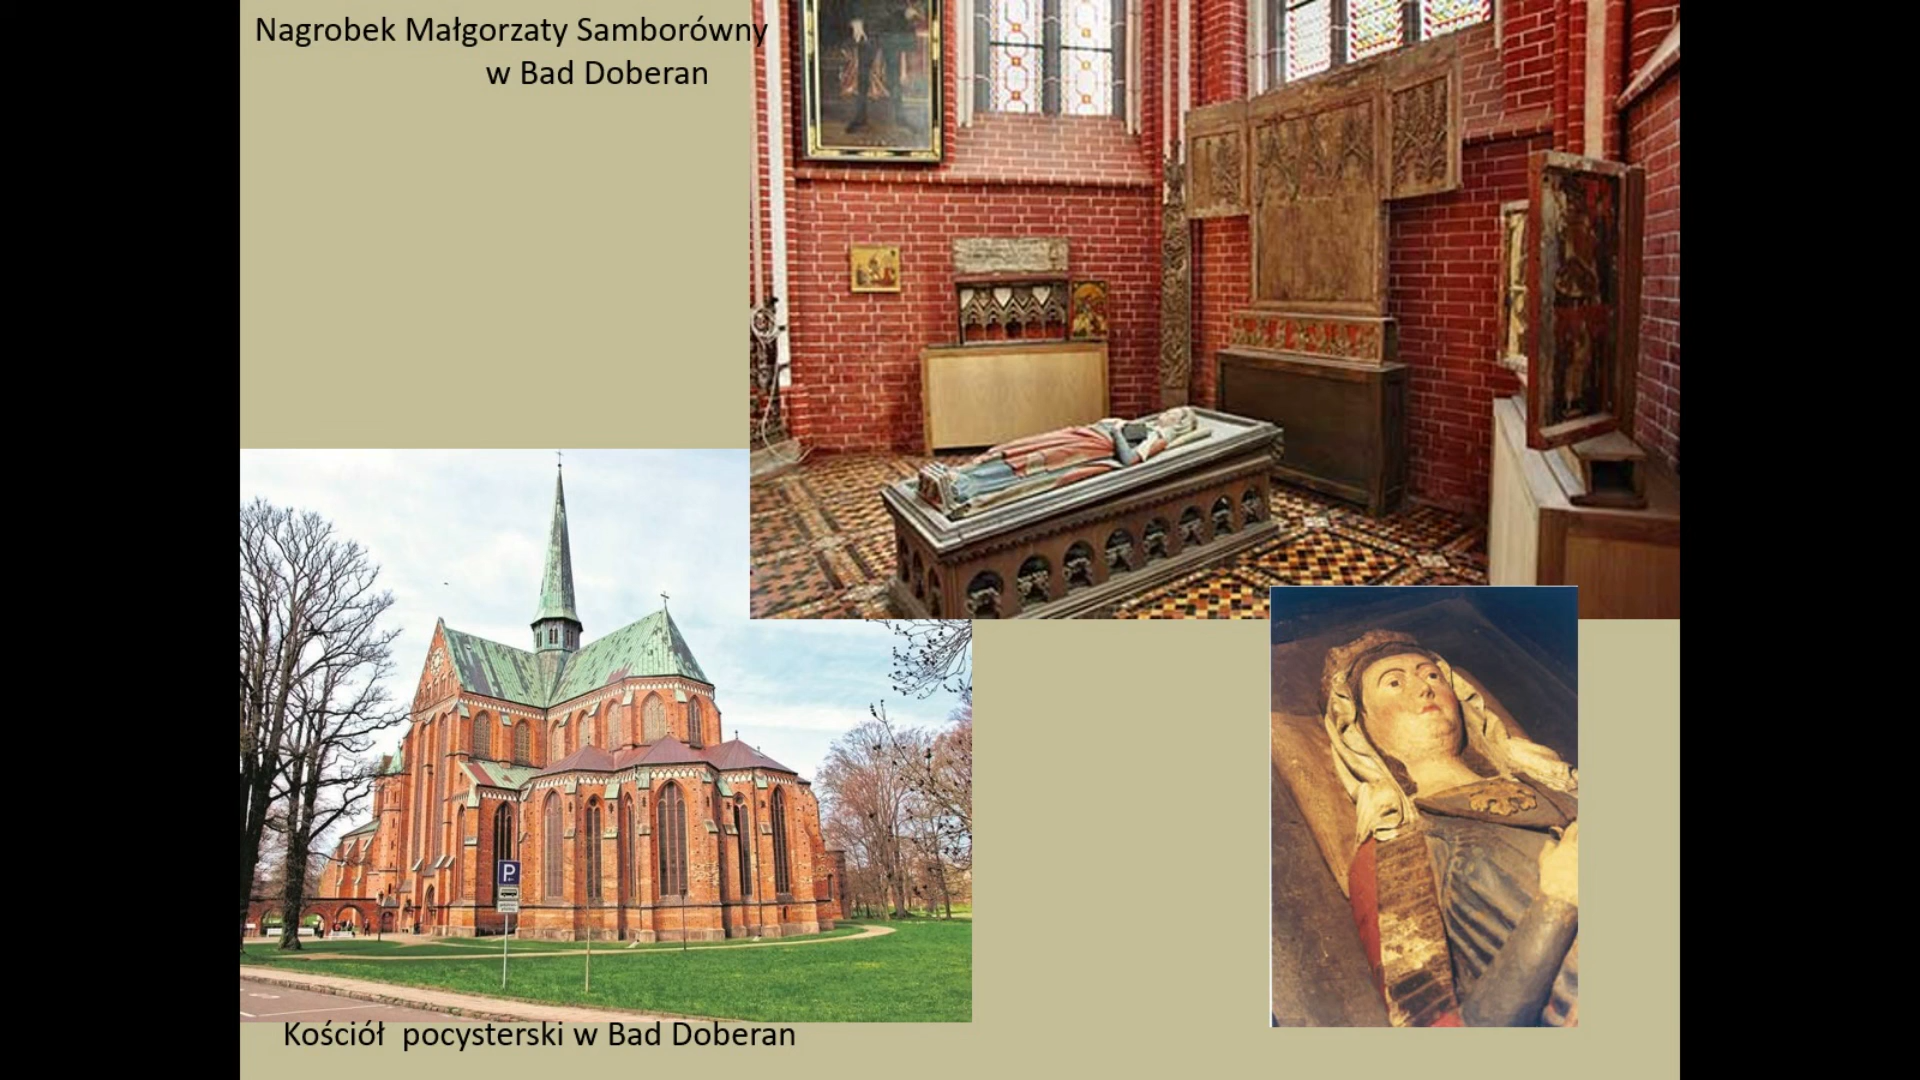 Nagrobek Małgorzaty Samborówny
w Bad Doberan
P
Kościół pocysterski w Bad Doberan